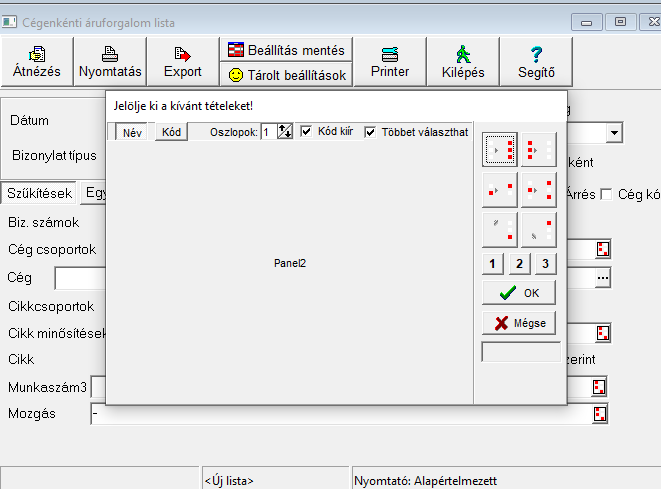 Cégenkénti áruforgalom lista
Átnézés Nyomtatás Export Beállítás mentés Printer Kilépés Segítő
Tárolt beállítások
Jelölje ki a kívánt tételeket!
Név Kód Oszlopok: 1 Kód kiír Többet választhat
Dátum
Bizonylat típus
ként
Szűkítések Egy
Árrés Cég kó
Biz. számok
Cég csoportok
Cég ...
Panel2
1 2 3
OK
Mégse
Cikkcsoportok
Cikk minősítések
Cikk
zerint
Munkaszám3
Mozgás -
<Új lista> Nyomtató: Alapértelmezett